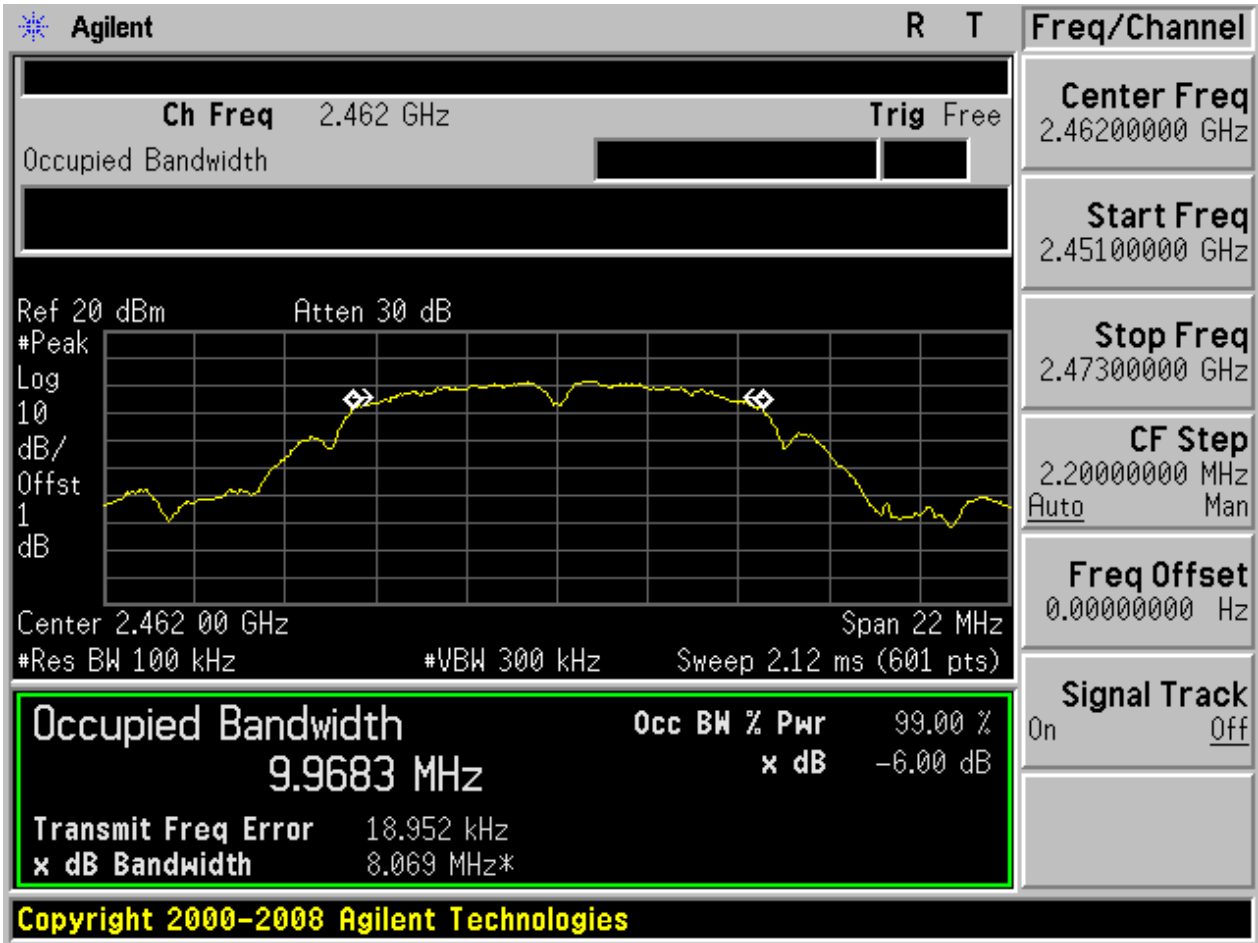 Agilent R T
Ch Freq 2.462 GHz Trig Free
Occupied Bandwidth
Ref 20 dBm Atten 30 dB
#Peak
Log
10
dB/
Offst
1
dB
Center 2.462 00 GHz Span 22 MHz
#Res BW 100 kHz #VBW 300 kHz Sweep 2.12 ms (601 pts)
Occupied Bandwidth
9.9683 MHz
Occ BW % Pwr 99.00 %
x dB -6.00 dB
Transmit Freq Error 18.952 kHz
x dB Bandwidth 8.069 MHz*
Copyright 2000-2008 Agilent Technologies
Freq/Channel
Center Freq
2.46200000 GHz
Start Freq
2.45100000 GHz
Stop Freq
2.47300000 GHz
CF Step
2.20000000 MHz
Auto Man
Freq Offset
0.00000000 Hz
Signal Track
On Off